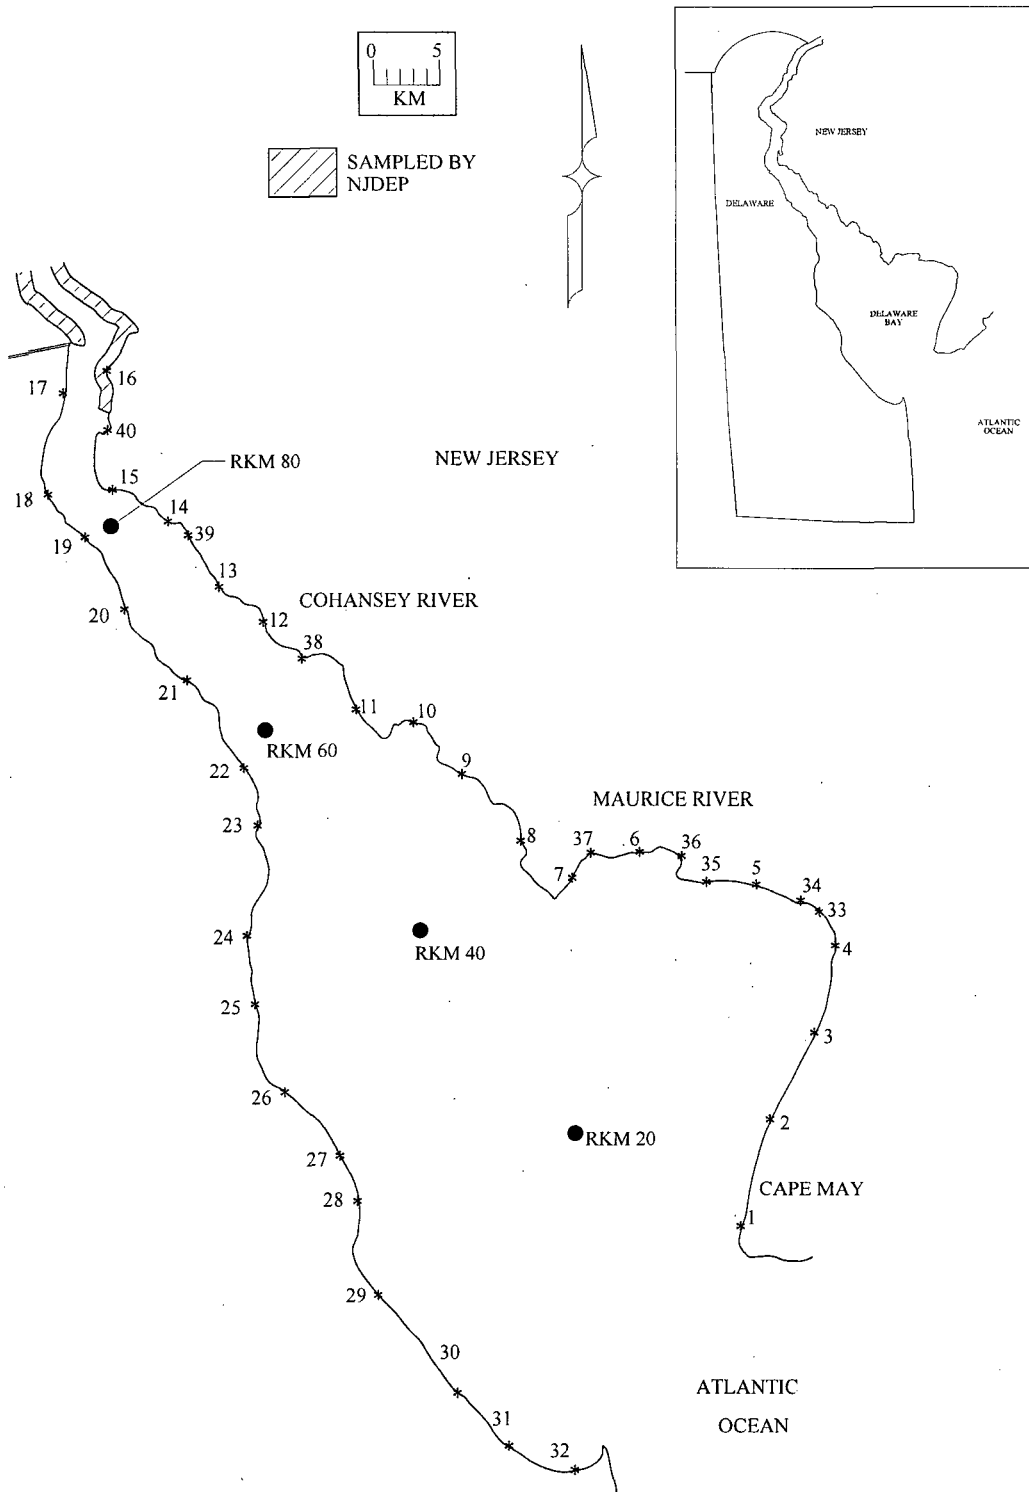 0 5
KM
SAMPLED BY
NJDEP
NEW JERSEY
DELAWARE
DELAWARE
BAY
ATLANTIC
OCEAN
16
17
40
RKM 80
NEW JERSEY
15
18
14
39
19
13
COHANSEY RIVER
20
12
38
21
11
10
RKM 60
22
9
MAURICE RIVER
23
8
37
6
36
7
35
5
34
33
24
RKM 40
4
25
3
26
2
RKM 20
27
CAPE MAY
28
1
29
30
ATLANTIC
OCEAN
31
32